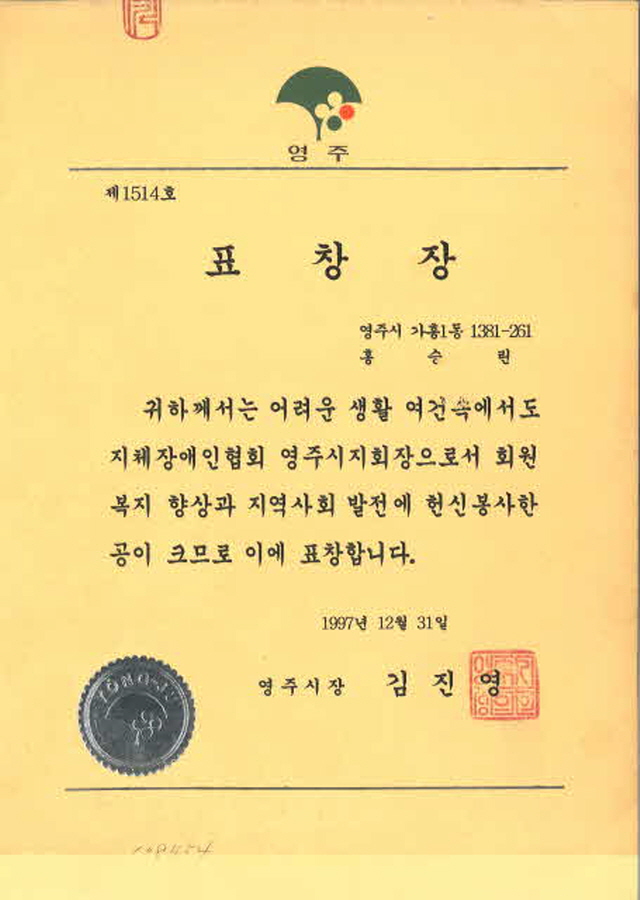 영주
제1514호
표창장
영주시 가흥1동 1381-261
홍승린
귀하께서는 어려운 생활 여건속에서도
지체장애인협회 영주시지회장으로서 회원
복지 향상과 지역사회 발전에 헌신봉사한
공이 크므로 이에 표창합니다.
1997년 12월 31일
영주시장 김진영
YONG-JU